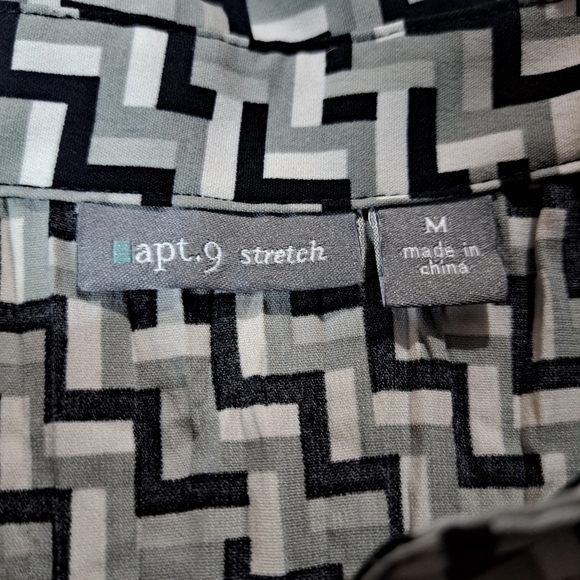 apt.9 stretch
M
made in
china